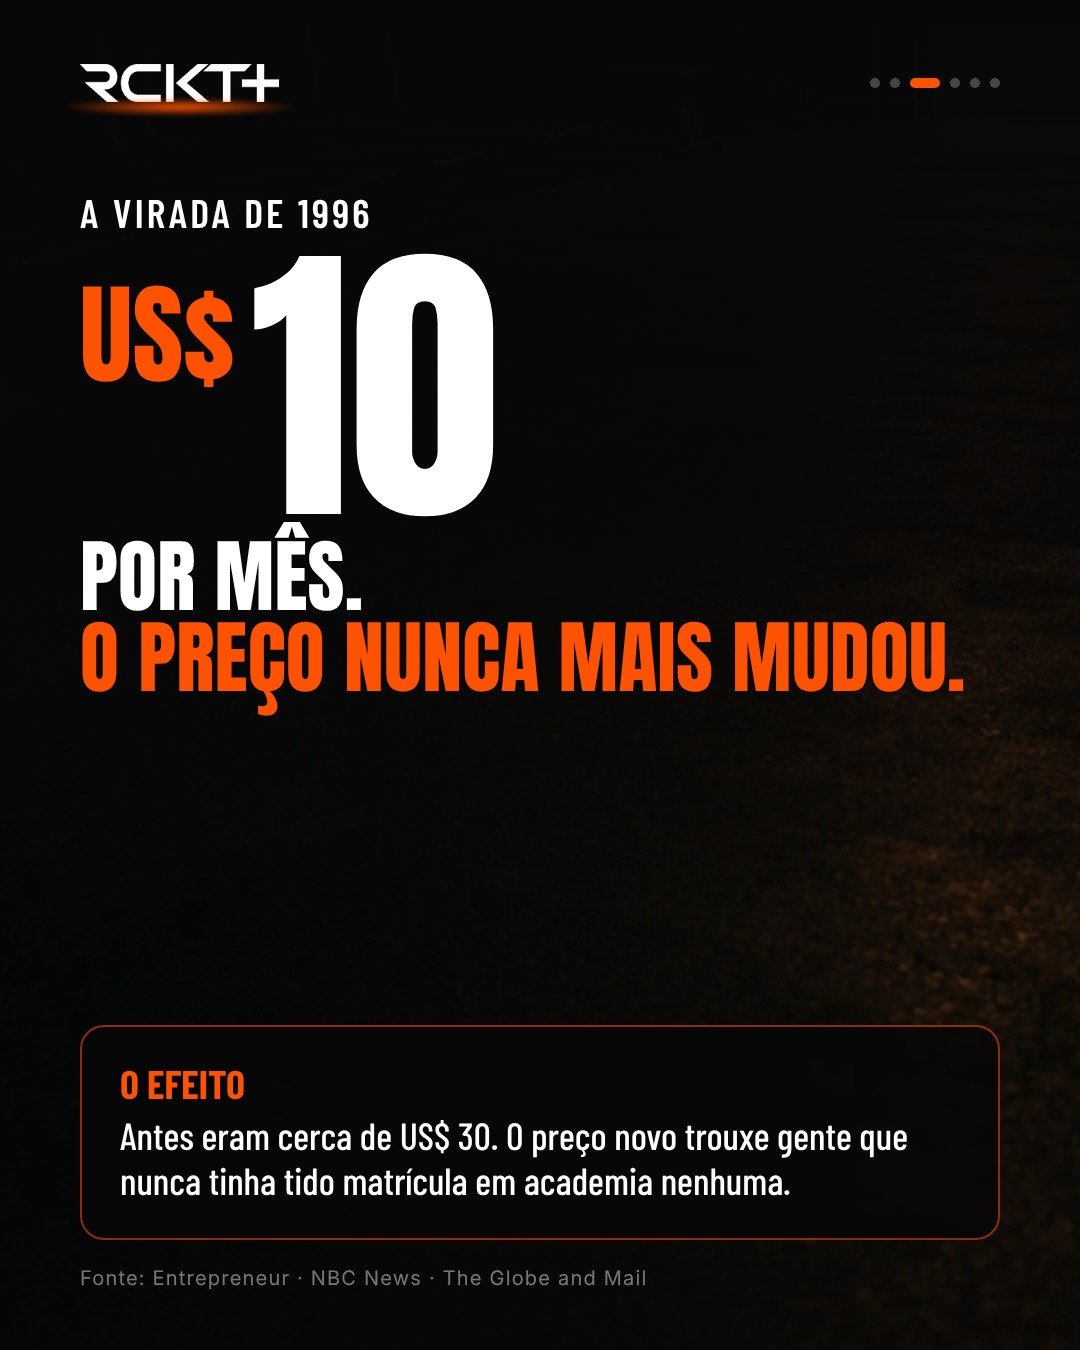 RCKT+
A VIRADA DE 1996
US$ 10
POR MÊS.
O PREÇO NUNCA MAIS MUDOU.
O EFEITO
Antes eram cerca de US$ 30. O preço novo trouxe gente que
nunca tinha tido matrícula em academia nenhuma.
Fonte: Entrepreneur · NBC News · The Globe and Mail